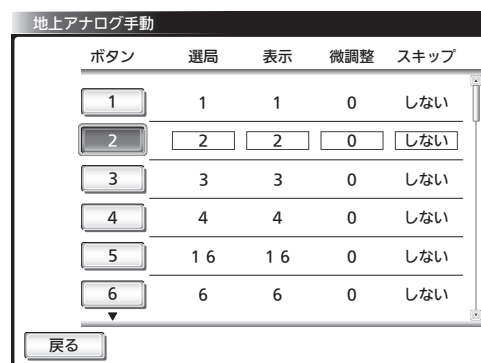 地上アナログ手動
ボタン 選局 表示 微調整 スキップ
1 1 1 0 しない
2 2 2 0 しない
3 3 3 0 しない
4 4 4 0 しない
5 16 16 0 しない
6 6 6 0 しない
▼
戻る